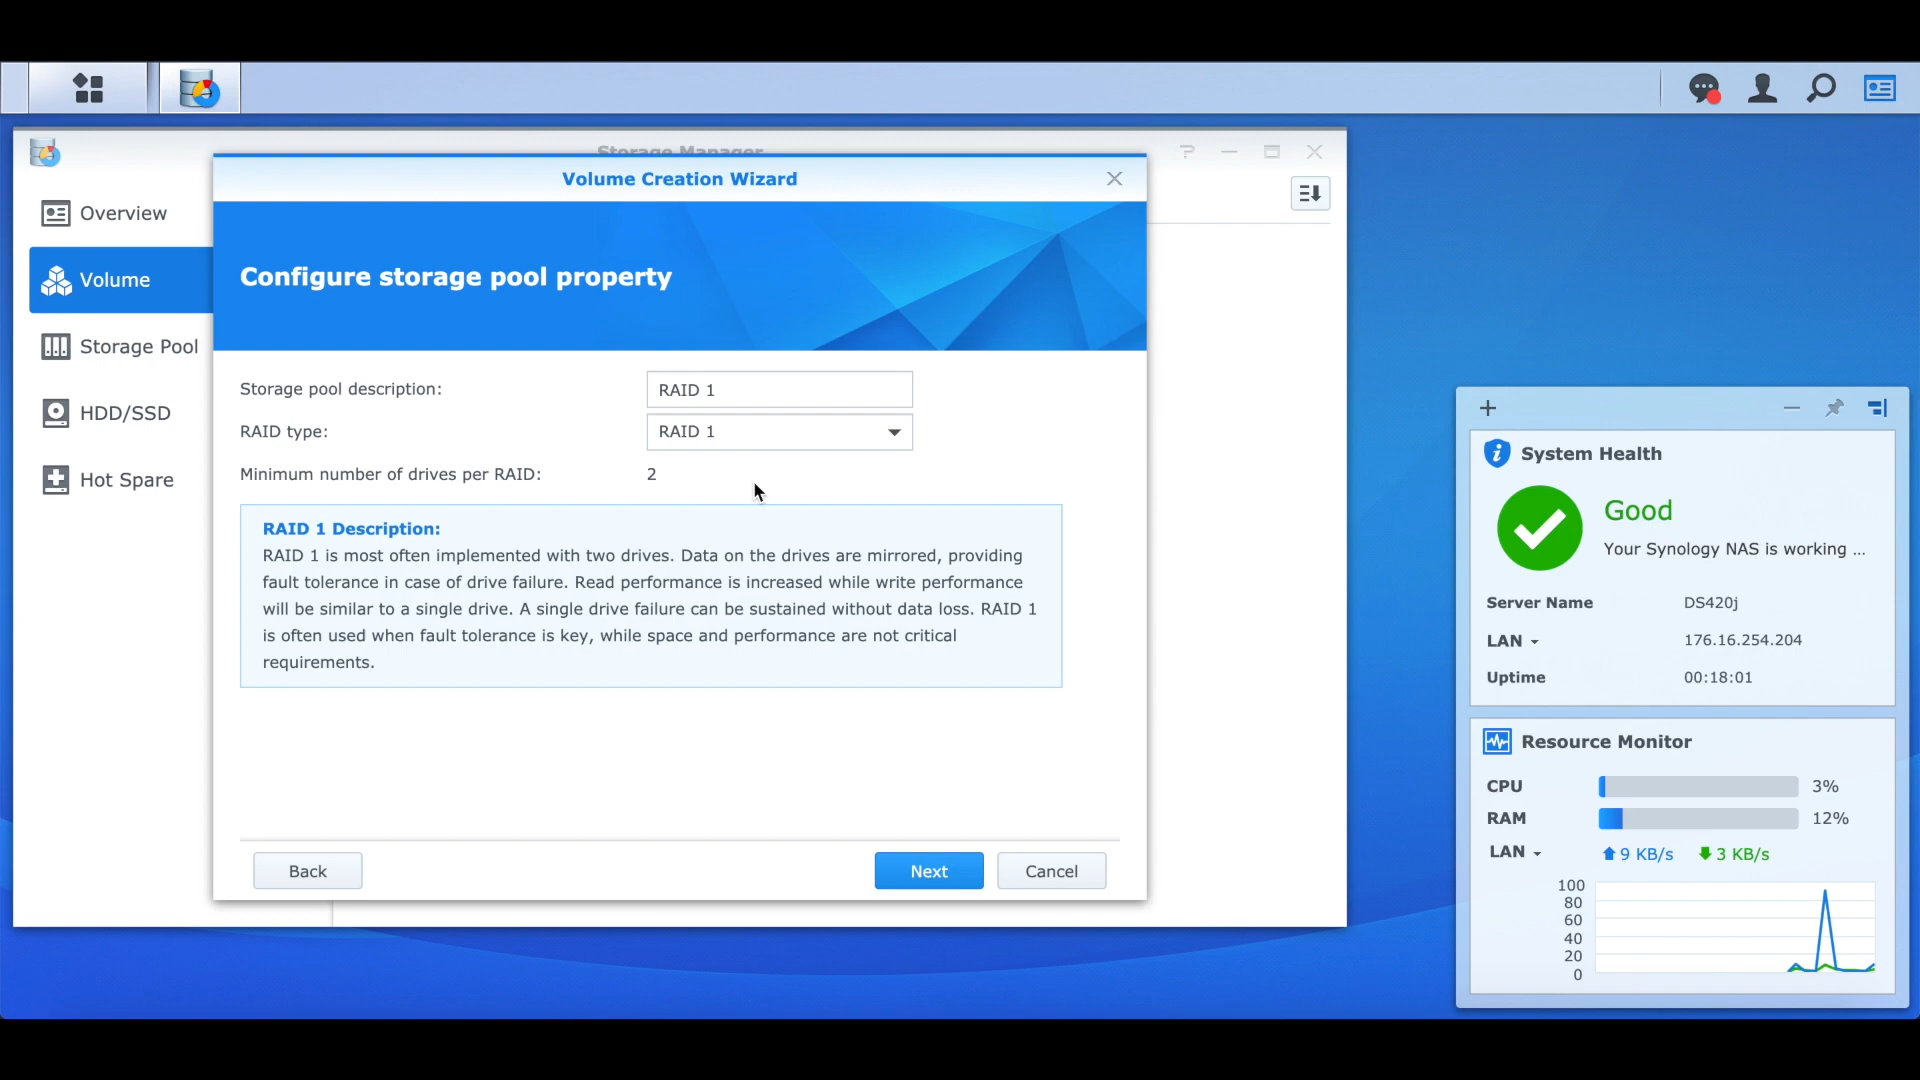 Storage Manager
Volume Creation Wizard
Overview
Volume
Storage Pool
HDD/SSD
Hot Spare
Configure storage pool property
Storage pool description:
RAID 1
RAID type:
RAID 1
Minimum number of drives per RAID:
2
RAID 1 Description:
RAID 1 is most often implemented with two drives. Data on the drives are mirrored, providing
fault tolerance in case of drive failure. Read performance is increased while write performance
will be similar to a single drive. A single drive failure can be sustained without data loss. RAID 1
is often used when fault tolerance is key, while space and performance are not critical
requirements.
Back
Next
Cancel
System Health
Good
Your Synology NAS is working ...
Server Name
DS420j
LAN
176.16.254.204
Uptime
00:18:01
Resource Monitor
CPU
3%
RAM
12%
LAN
9 KB/s
3 KB/s
100
80
60
40
20
0